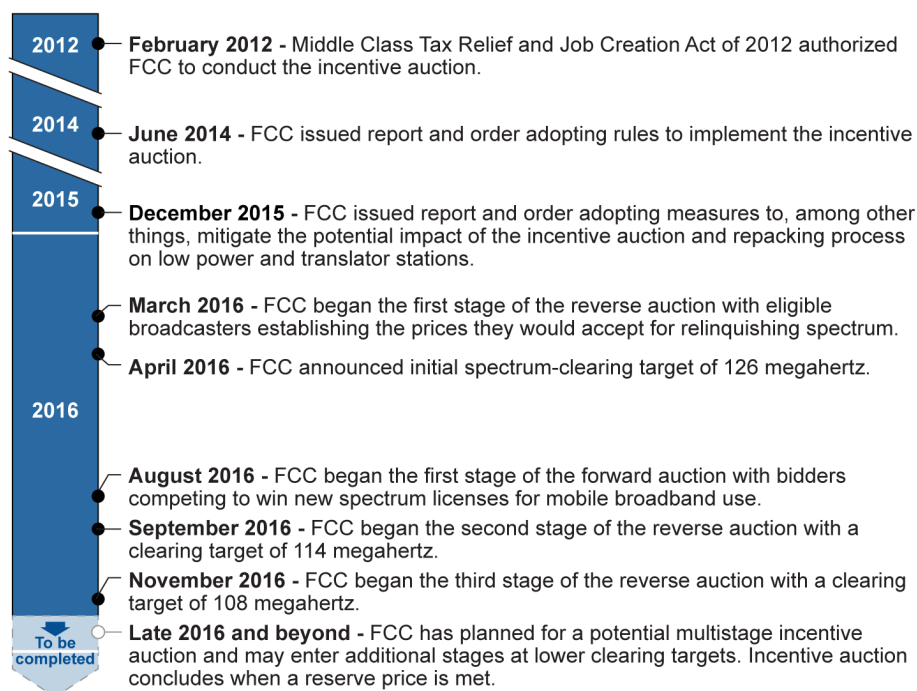 2012
February 2012 - Middle Class Tax Relief and Job Creation Act of 2012 authorized
FCC to conduct the incentive auction.
2014
June 2014 - FCC issued report and order adopting rules to implement the incentive
auction.
2015
December 2015 - FCC issued report and order adopting measures to, among other
things, mitigate the potential impact of the incentive auction and repacking process
on low power and translator stations.
March 2016 - FCC began the first stage of the reverse auction with eligible
broadcasters establishing the prices they would accept for relinquishing spectrum.
April 2016 - FCC announced initial spectrum-clearing target of 126 megahertz.
2016
August 2016 - FCC began the first stage of the forward auction with bidders
competing to win new spectrum licenses for mobile broadband use.
September 2016 - FCC began the second stage of the reverse auction with a
clearing target of 114 megahertz.
November 2016 - FCC began the third stage of the reverse auction with a clearing
target of 108 megahertz.
To be
completed
Late 2016 and beyond - FCC has planned for a potential multistage incentive
auction and may enter additional stages at lower clearing targets. Incentive auction
concludes when a reserve price is met.